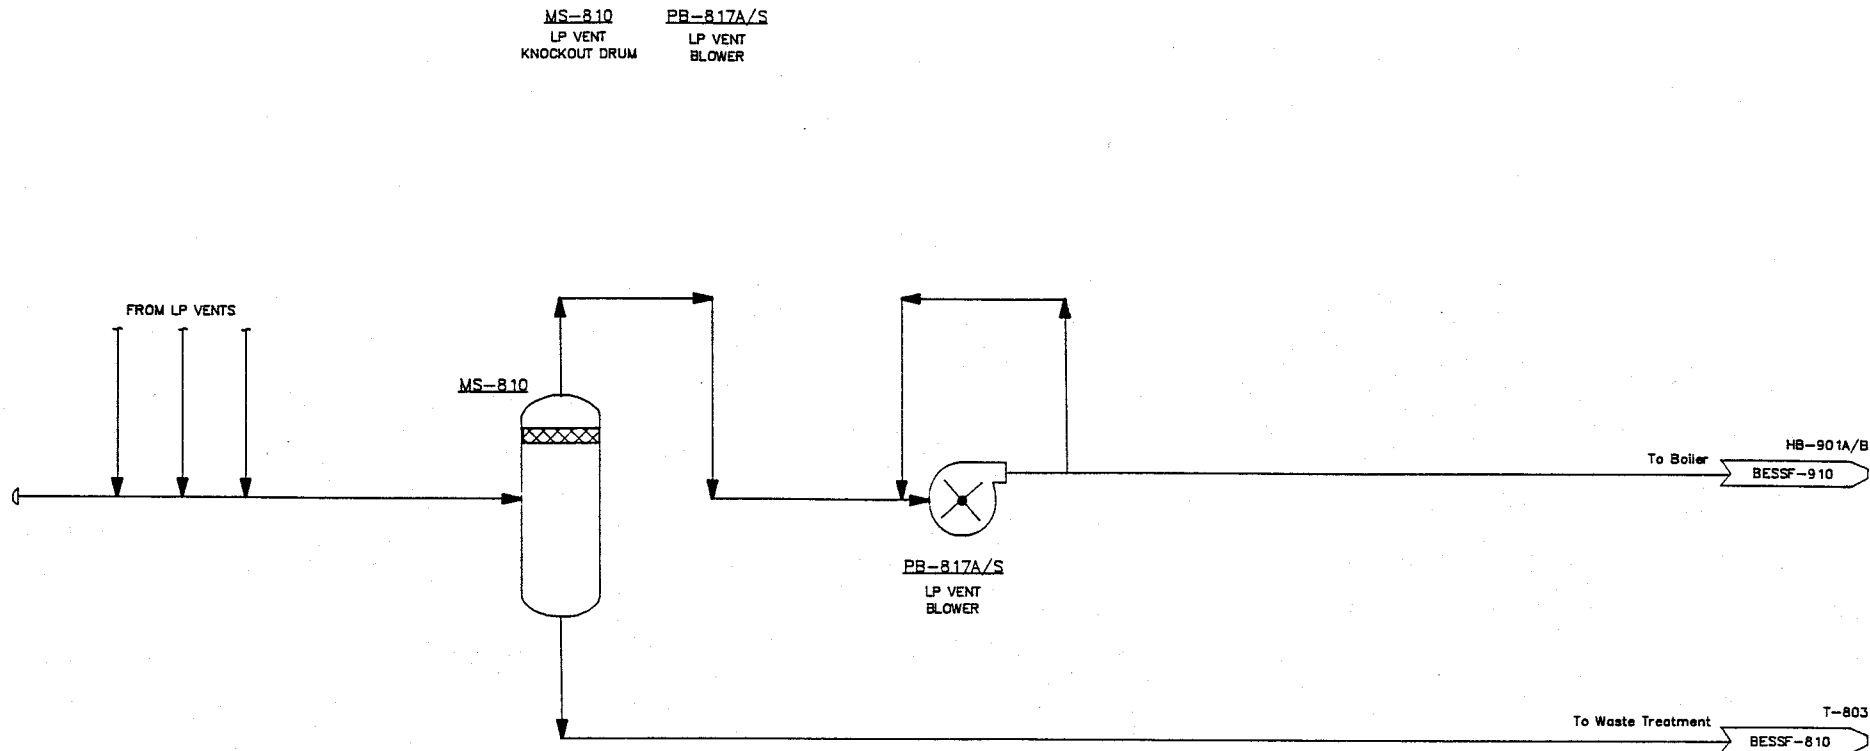 MS-810
LP VENT
KNOCKOUT DRUM
PB-817A/S
LP VENT
BLOWER
FROM LP VENTS
MS-810
PB-817A/S
LP VENT
BLOWER
To Boiler
HB-901A/B
BESSF-910
To Waste Treatment
T-803
BESSF-810